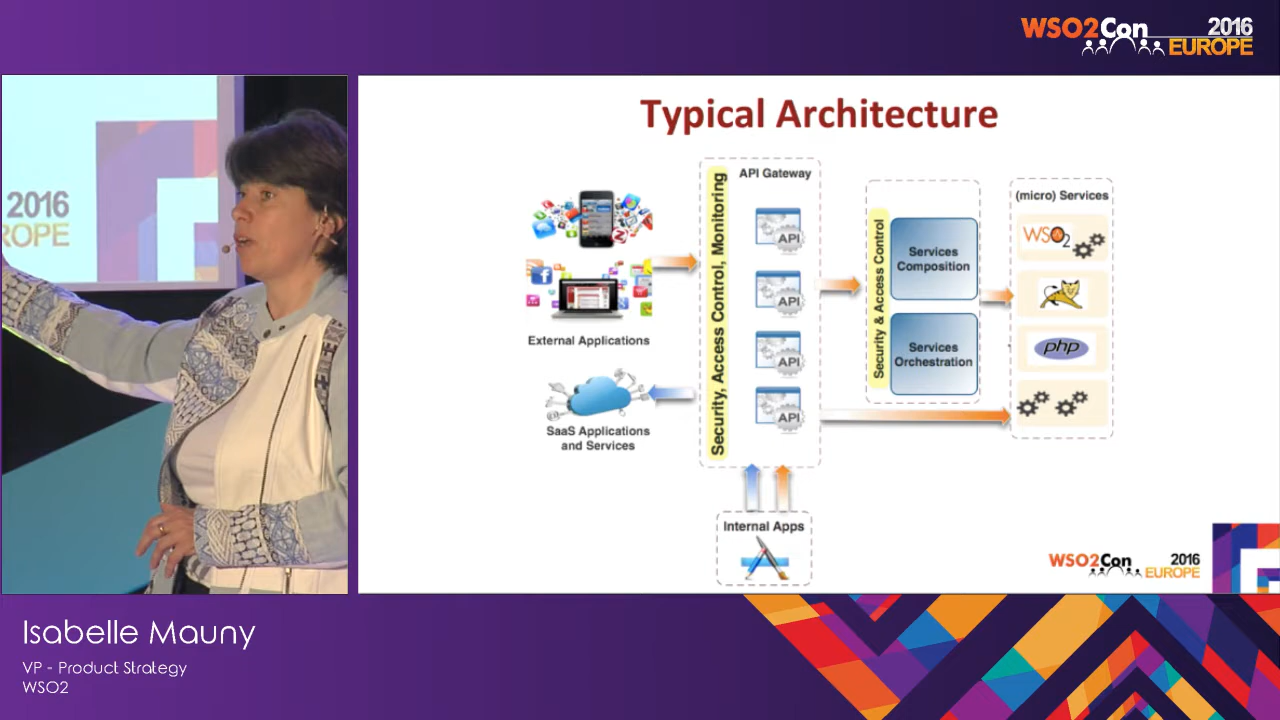 WSO2Con 2016
EUROPE
2016
ROPE
Typical Architecture
API Gateway
Security, Access Control, Monitoring
API
API
API
API
External Applications
SaaS Applications
and Services
Internal Apps
Security & Access Control
Services
Composition
Services
Orchestration
(micro) Services
WSO2
php
WSO2Con 2016
EUROPE
Isabelle Mauny
VP - Product Strategy
WSO2